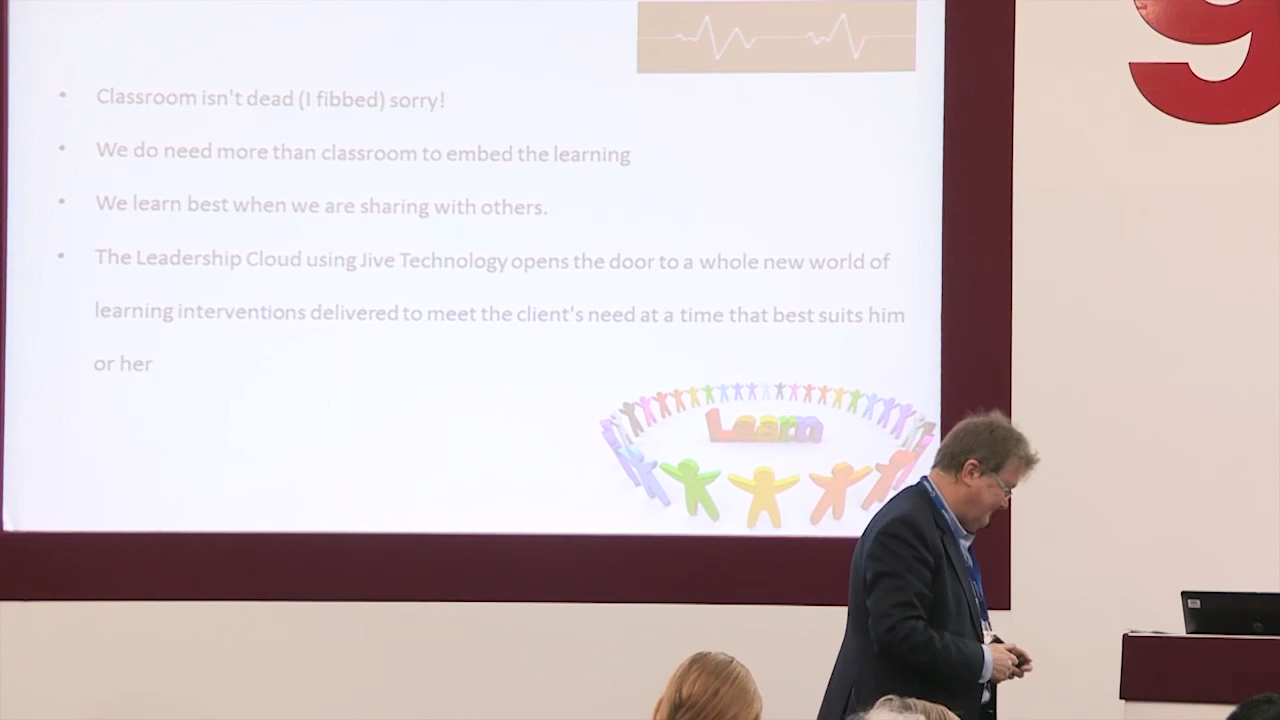 9
Classroom isn't dead (I fibbed) sorry!
We do need more than classroom to embed the learning
We learn best when we are sharing with others.
The Leadership Cloud using Jive Technology opens the door to a whole new world of
learning interventions delivered to meet the client's need at a time that best suits him
or her
Learn